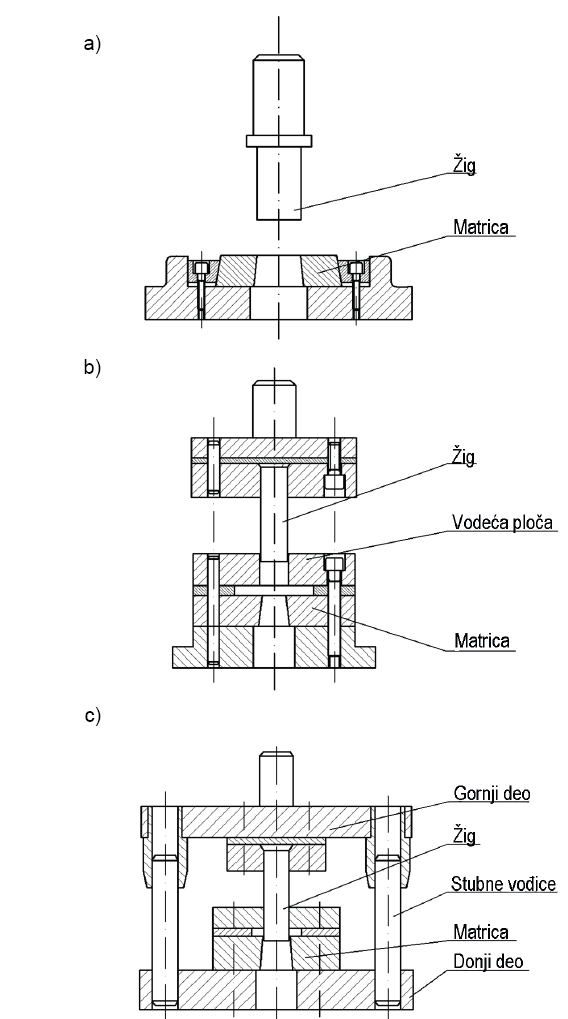 a)
Žig
Matrica
b)
Žig
Vodeća ploča
Matrica
c)
Gornji deo
Žig
Stubne vođice
Matrica
Donji deo